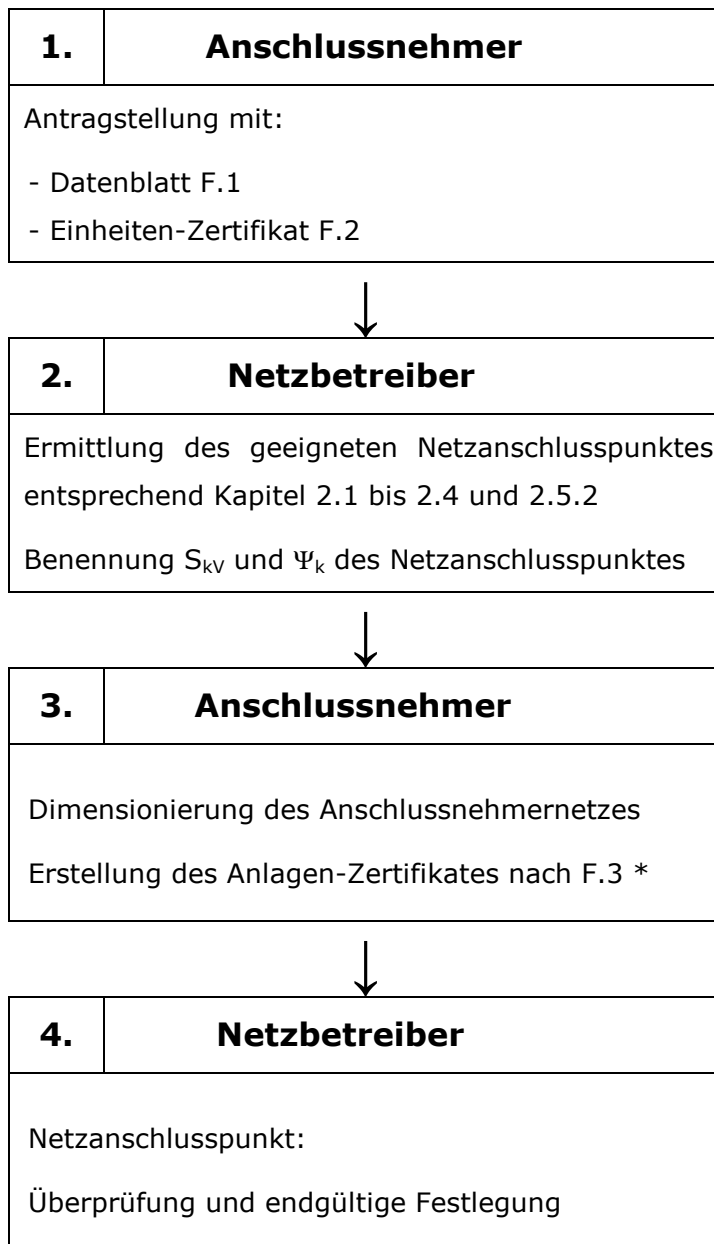 1. Anschlussnehmer
Antragstellung mit:
- Datenblatt F.1
- Einheiten-Zertifikat F.2
2. Netzbetreiber
Ermittlung des geeigneten Netzanschlusspunktes
entsprechend Kapitel 2.1 bis 2.4 und 2.5.2
Benennung SkV und Ψk des Netzanschlusspunktes
3. Anschlussnehmer
Dimensionierung des Anschlussnehmernetzes
Erstellung des Anlagen-Zertifikates nach F.3 *
4. Netzbetreiber
Netzanschlusspunkt:
Überprüfung und endgültige Festlegung